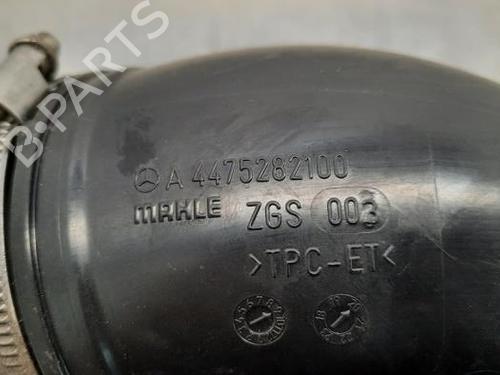 B-PARTS
A 4475282100
MAHLE ZGS 003
>TPC-ET<